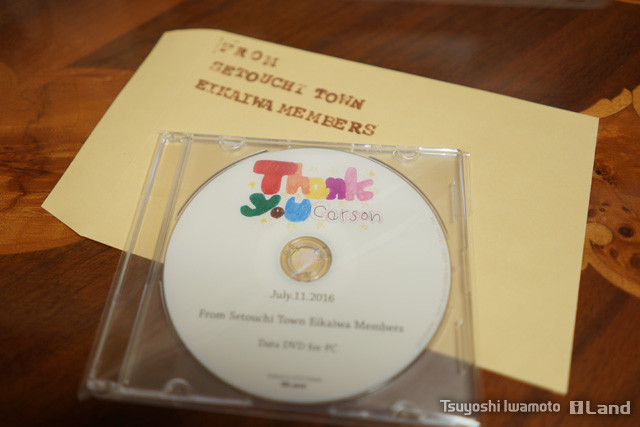 FROM
SETOUCHI TOWN
EIKAIWA MEMBERS
Thank
you Carson
July.11.2016
From Setouchi Town Eikaiwa Members
Data DVD for PC
Tsuyoshi Iwamoto iLand